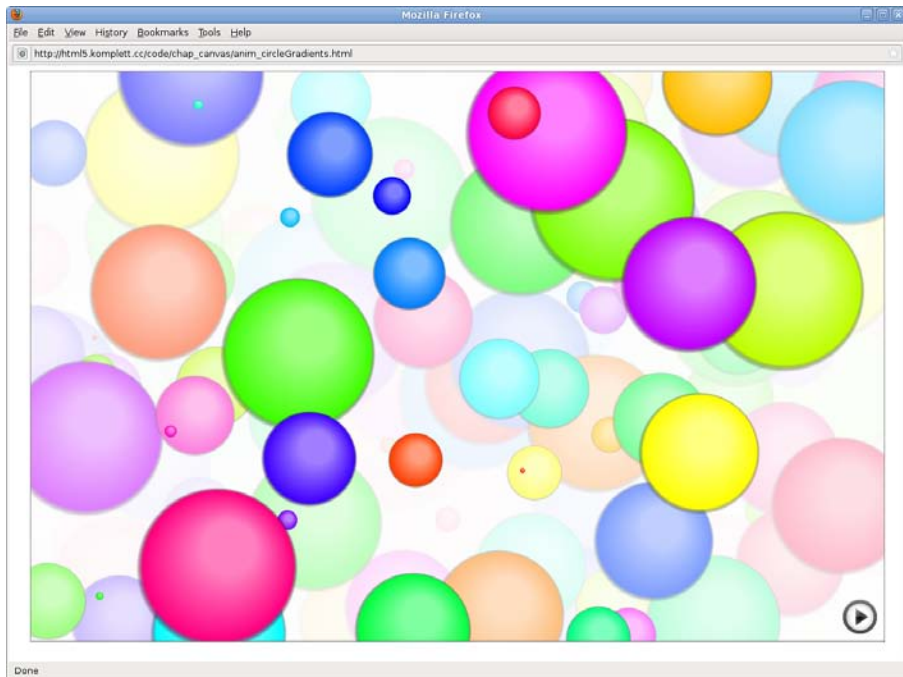 Mozilla Firefox
File Edit View History Bookmarks Tools Help
http://html5.komplett.cc/code/chap_canvas/anim_circleGradients.html
Done